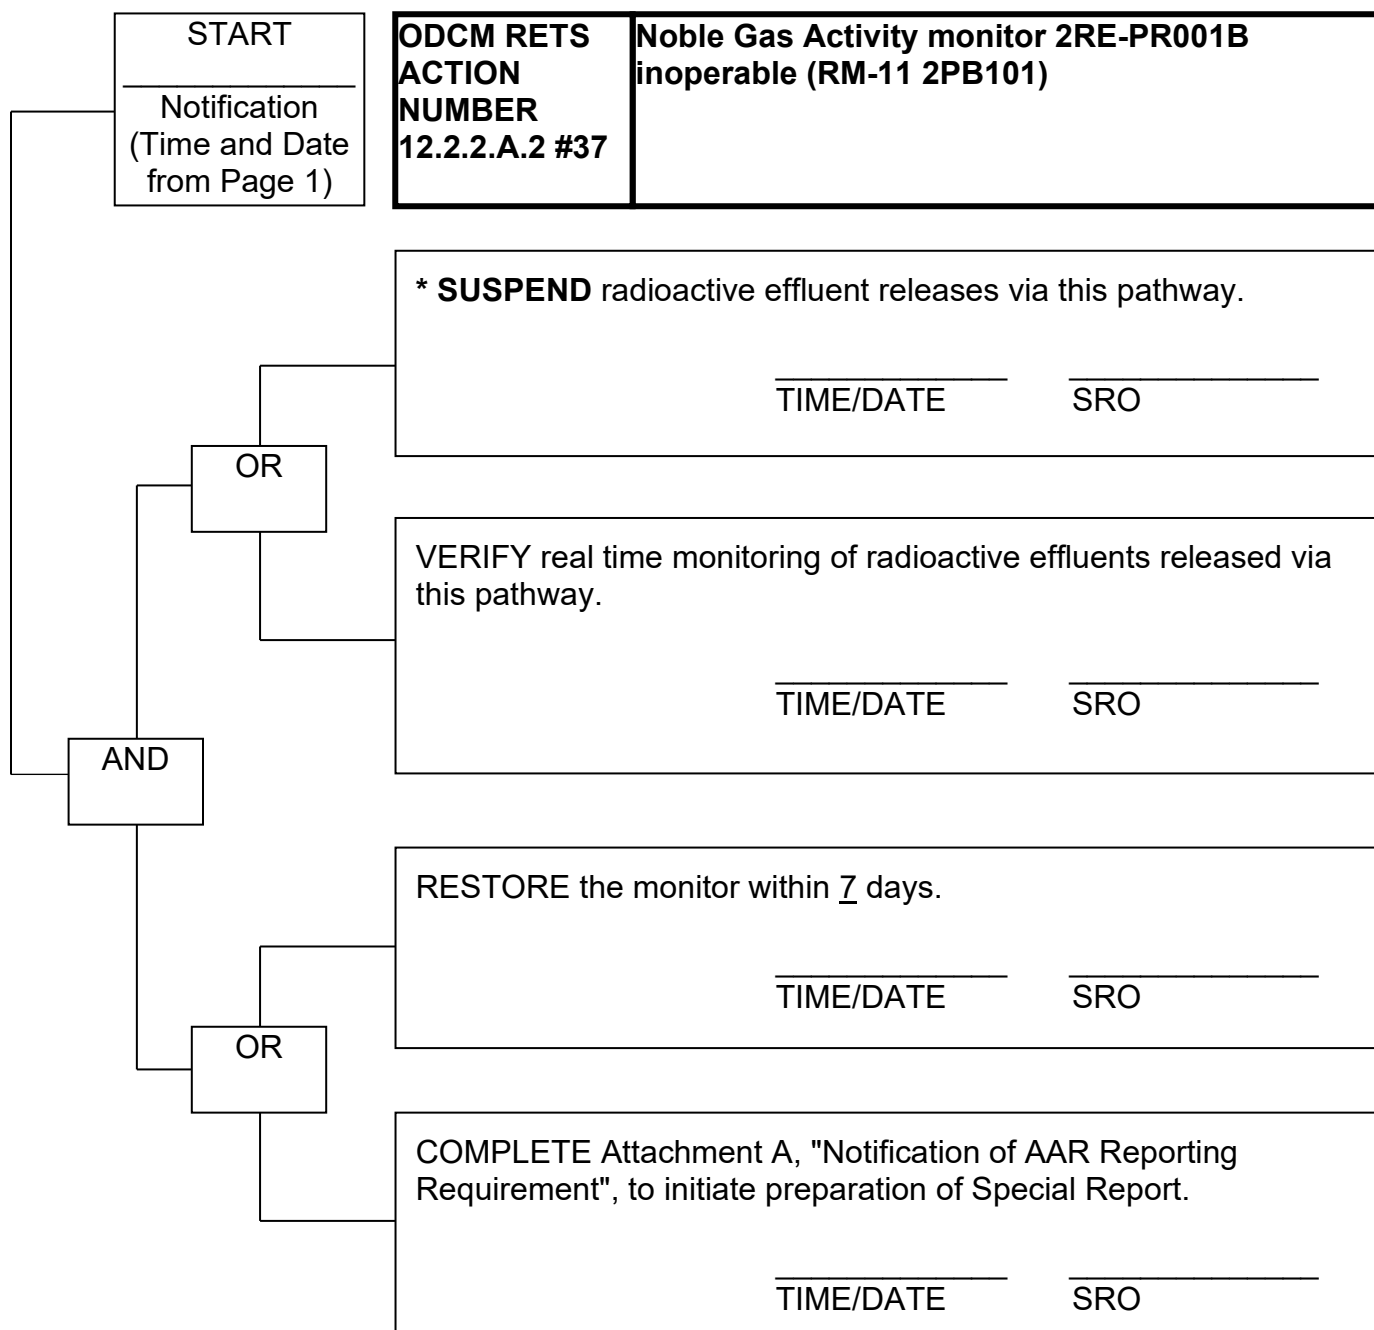 START
Notification
(Time and Date
from Page 1)
ODCM RETS
ACTION
NUMBER
12.2.2.A.2 #37
Noble Gas Activity monitor 2RE-PR001B
inoperable (RM-11 2PB101)
* SUSPEND radioactive effluent releases via this pathway.
TIME/DATE SRO
OR
VERIFY real time monitoring of radioactive effluents released via
this pathway.
TIME/DATE SRO
AND
RESTORE the monitor within 7 days.
TIME/DATE SRO
OR
COMPLETE Attachment A, "Notification of AAR Reporting
Requirement", to initiate preparation of Special Report.
TIME/DATE SRO